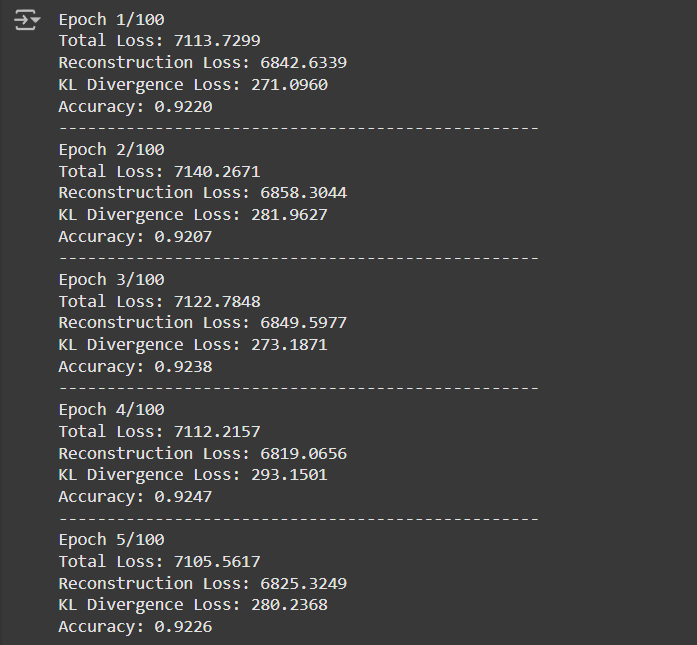 Epoch 1/100
Total Loss: 7113.7299
Reconstruction Loss: 6842.6339
KL Divergence Loss: 271.0960
Accuracy: 0.9220
--------------------------------------------------
Epoch 2/100
Total Loss: 7140.2671
Reconstruction Loss: 6858.3044
KL Divergence Loss: 281.9627
Accuracy: 0.9207
--------------------------------------------------
Epoch 3/100
Total Loss: 7122.7848
Reconstruction Loss: 6849.5977
KL Divergence Loss: 273.1871
Accuracy: 0.9238
--------------------------------------------------
Epoch 4/100
Total Loss: 7112.2157
Reconstruction Loss: 6819.0656
KL Divergence Loss: 293.1501
Accuracy: 0.9247
--------------------------------------------------
Epoch 5/100
Total Loss: 7105.5617
Reconstruction Loss: 6825.3249
KL Divergence Loss: 280.2368
Accuracy: 0.9226